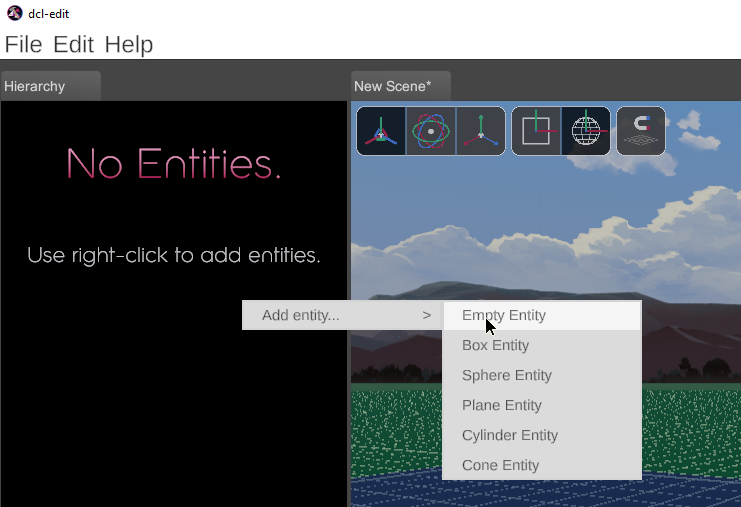 dcl-edit
File Edit Help
Hierarchy
New Scene*
No Entities.
Use right-click to add entities.
Add entity... >
Empty Entity
Box Entity
Sphere Entity
Plane Entity
Cylinder Entity
Cone Entity